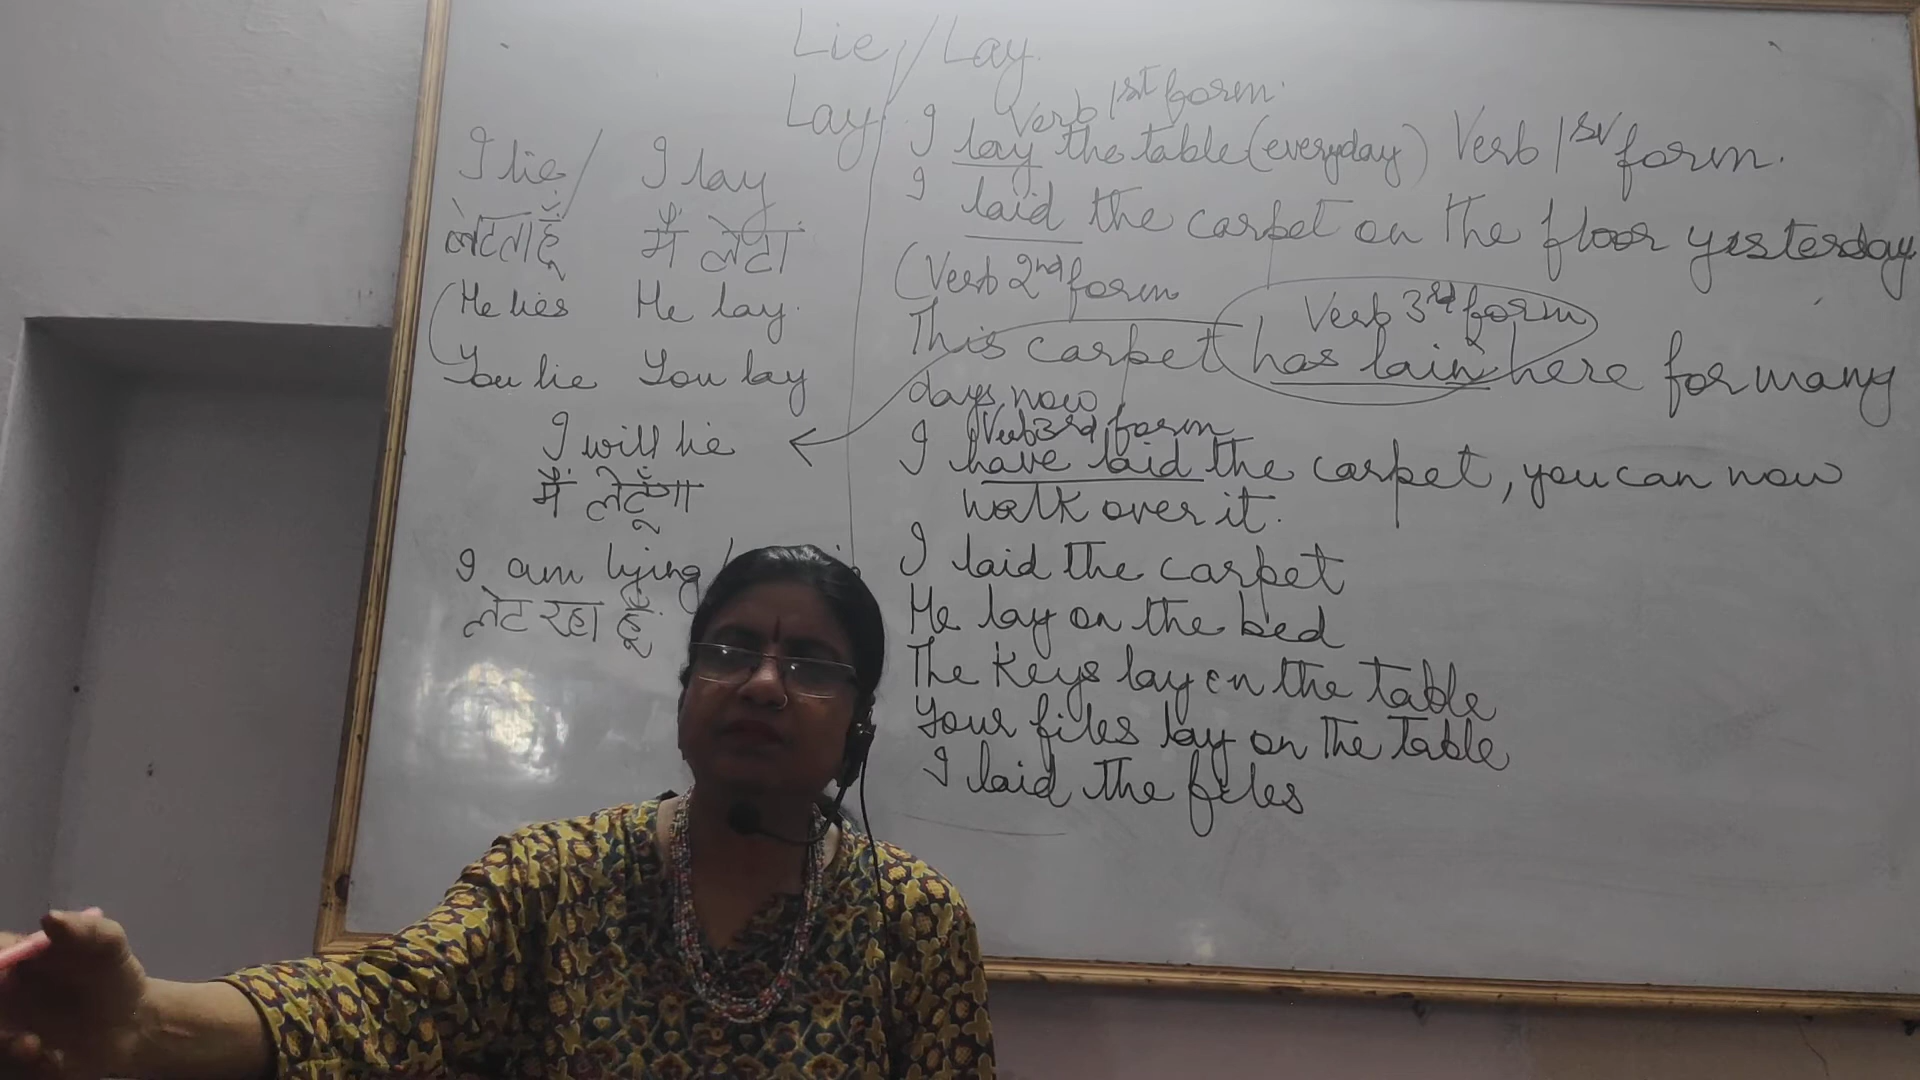 Lie / Lay
Lay
I lie / I lay
लेटता हूँ मैं लेटा
He lies He lay.
You lie You lay
I will lie
मैं लेटूँगा
I am lying
लेट रहा हूँ
Verb 1st form.
I lay the table (everyday) Verb 1st form.
I laid the carpet on the floor yesterday
(Verb 2nd form
Verb 3rd form
This carpet has lain here for many
days now
Verb 3rd form
I have laid the carpet, you can now
walk over it.
I laid the carpet
He lay on the bed
The keys lay on the table
Your files lay on the table
I laid the files